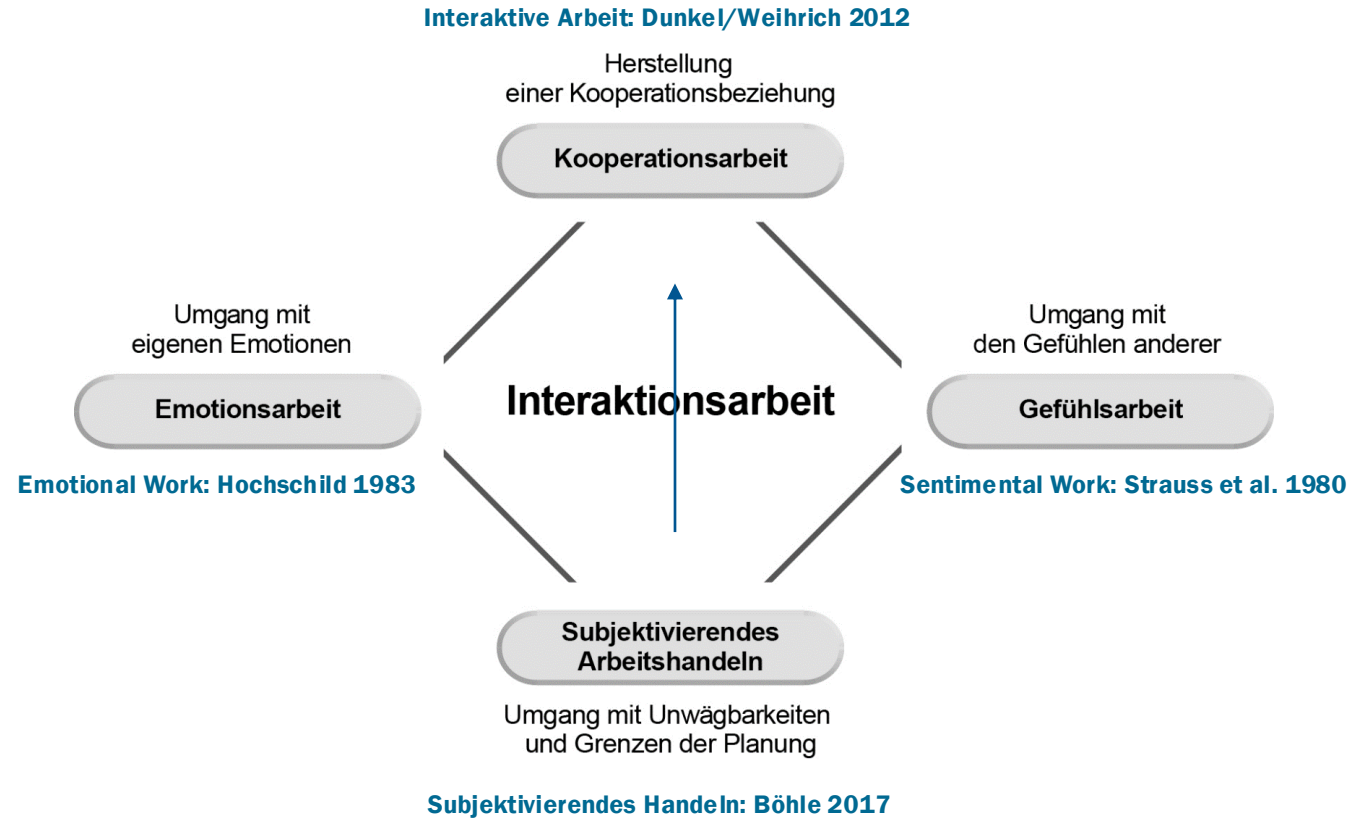 Interaktive Arbeit: Dunkel/Weihrich 2012
Herstellung
einer Kooperationsbeziehung
Kooperationsarbeit
Umgang mit
eigenen Emotionen
Emotionsarbeit
Emotional Work: Hochschild 1983
Interaktionsarbeit
Umgang mit
den Gefühlen anderer
Gefühlsarbeit
Sentimental Work: Strauss et al. 1980
Subjektivierendes
Arbeitshandeln
Umgang mit Unwägbarkeiten
und Grenzen der Planung
Subjektivierendes Handeln: Böhle 2017